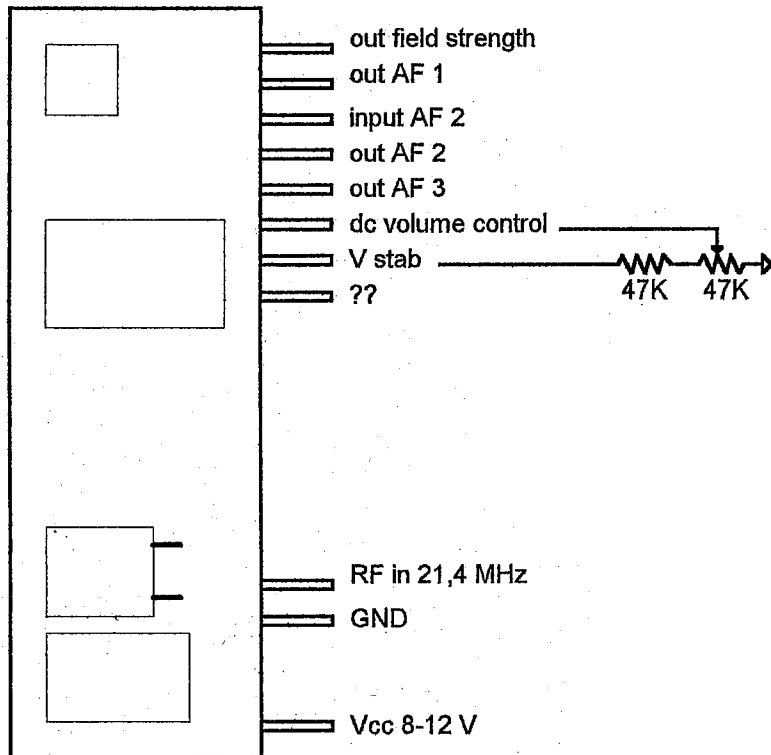 out field strength
out AF 1
input AF 2
out AF 2
out AF 3
dc volume control
V stab
47K 47K
??
RF in 21,4 MHz
GND
Vcc 8-12 V